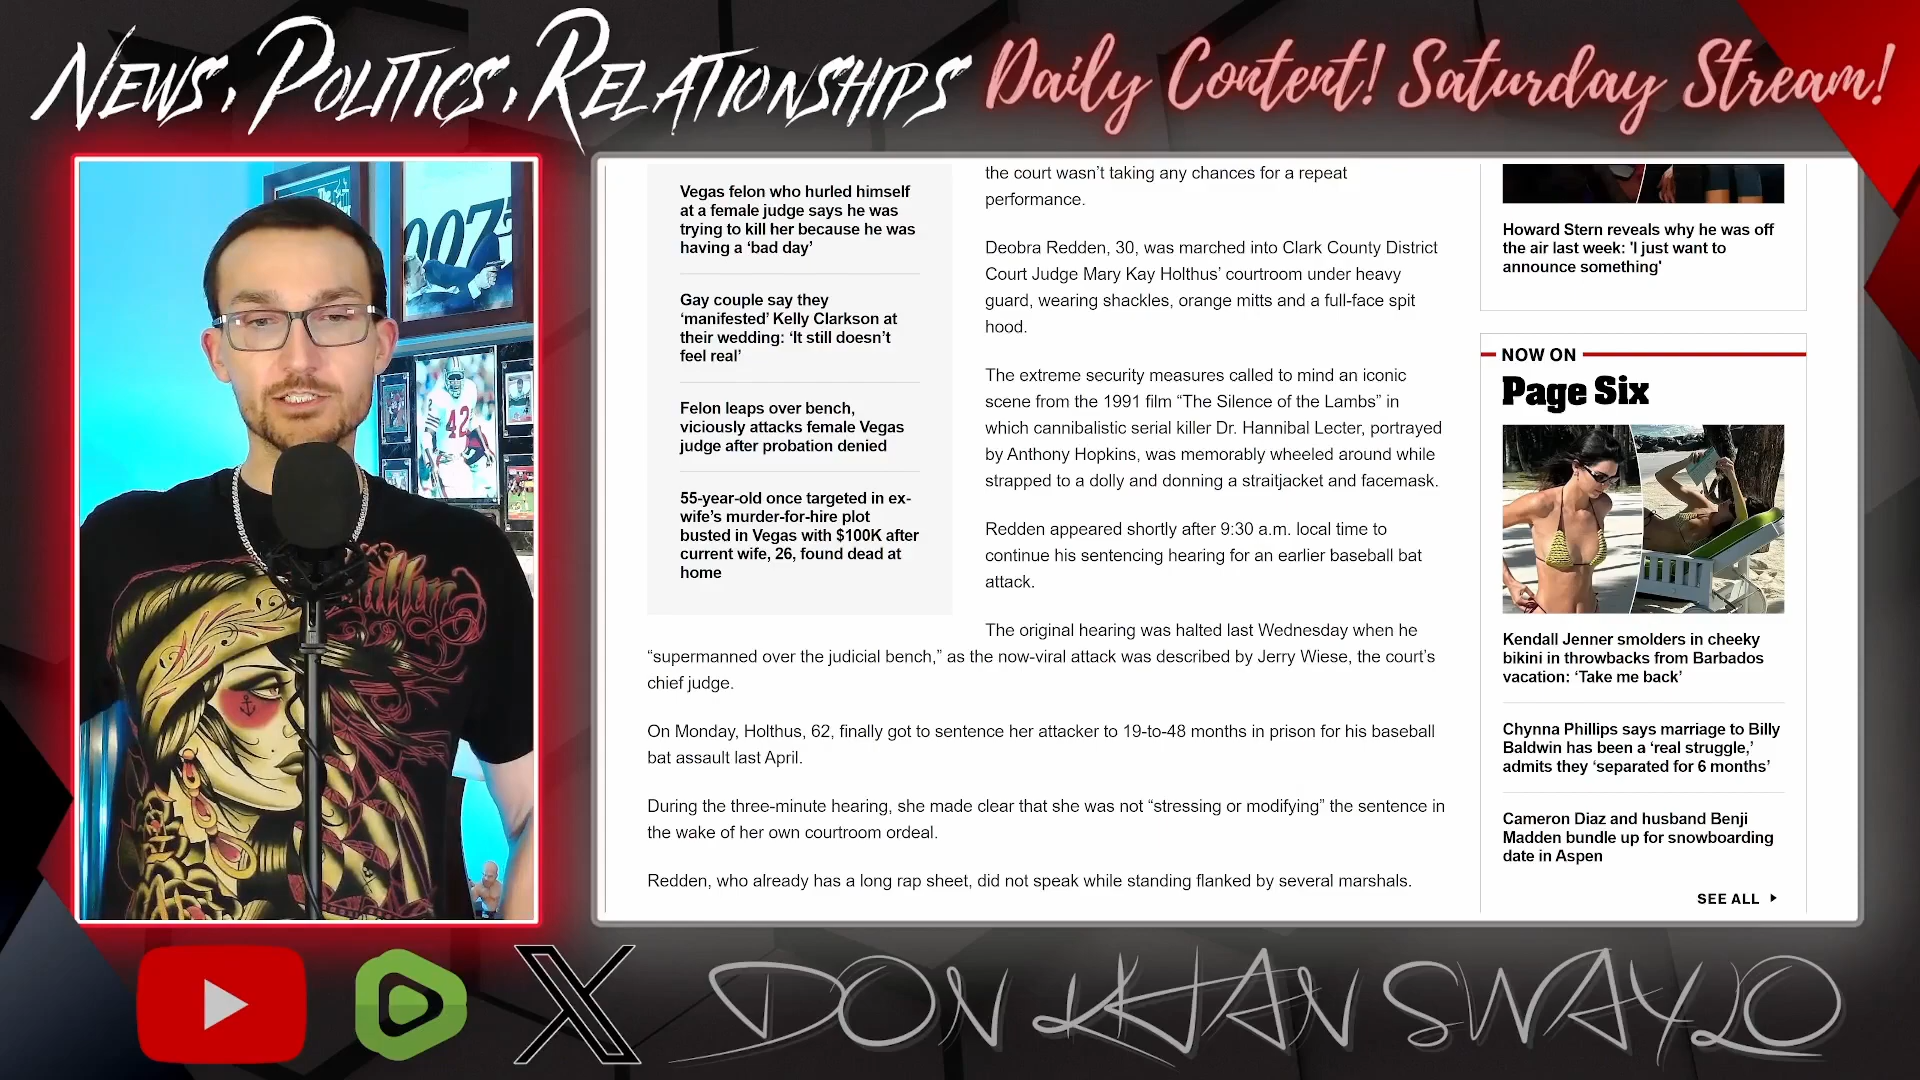 NEWS, POLITICS, RELATIONSHIPS
Daily Content! Saturday Stream!
007
42
Vegas felon who hurled himself
at a female judge says he was
trying to kill her because he was
having a ‘bad day’
Gay couple say they
‘manifested’ Kelly Clarkson at
their wedding: ‘It still doesn’t
feel real’
Felon leaps over bench,
viciously attacks female Vegas
judge after probation denied
55-year-old once targeted in ex-
wife’s murder-for-hire plot
busted in Vegas with $100K after
current wife, 26, found dead at
home
the court wasn’t taking any chances for a repeat
performance.
Deobra Redden, 30, was marched into Clark County District
Court Judge Mary Kay Holthus’ courtroom under heavy
guard, wearing shackles, orange mitts and a full-face spit
hood.
The extreme security measures called to mind an iconic
scene from the 1991 film “The Silence of the Lambs” in
which cannibalistic serial killer Dr. Hannibal Lecter, portrayed
by Anthony Hopkins, was memorably wheeled around while
strapped to a dolly and donning a straitjacket and facemask.
Redden appeared shortly after 9:30 a.m. local time to
continue his sentencing hearing for an earlier baseball bat
attack.
The original hearing was halted last Wednesday when he
“supermanned over the judicial bench,” as the now-viral attack was described by Jerry Wiese, the court’s
chief judge.
On Monday, Holthus, 62, finally got to sentence her attacker to 19-to-48 months in prison for his baseball
bat assault last April.
During the three-minute hearing, she made clear that she was not “stressing or modifying” the sentence in
the wake of her own courtroom ordeal.
Redden, who already has a long rap sheet, did not speak while standing flanked by several marshals.
Howard Stern reveals why he was off
the air last week: 'I just want to
announce something'
NOW ON
Page Six
Kendall Jenner smolders in cheeky
bikini in throwbacks from Barbados
vacation: ‘Take me back’
Chynna Phillips says marriage to Billy
Baldwin has been a ‘real struggle,’
admits they ‘separated for 6 months’
Cameron Diaz and husband Benji
Madden bundle up for snowboarding
date in Aspen
SEE ALL
X
DON KHAN SWAYLO